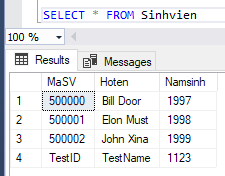 SELECT * FROM Sinhvien
100 %
Results Messages
MaSV Hoten Namsinh
1 500000 Bill Door 1997
2 500001 Elon Must 1998
3 500002 John Xina 1999
4 TestID TestName 1123